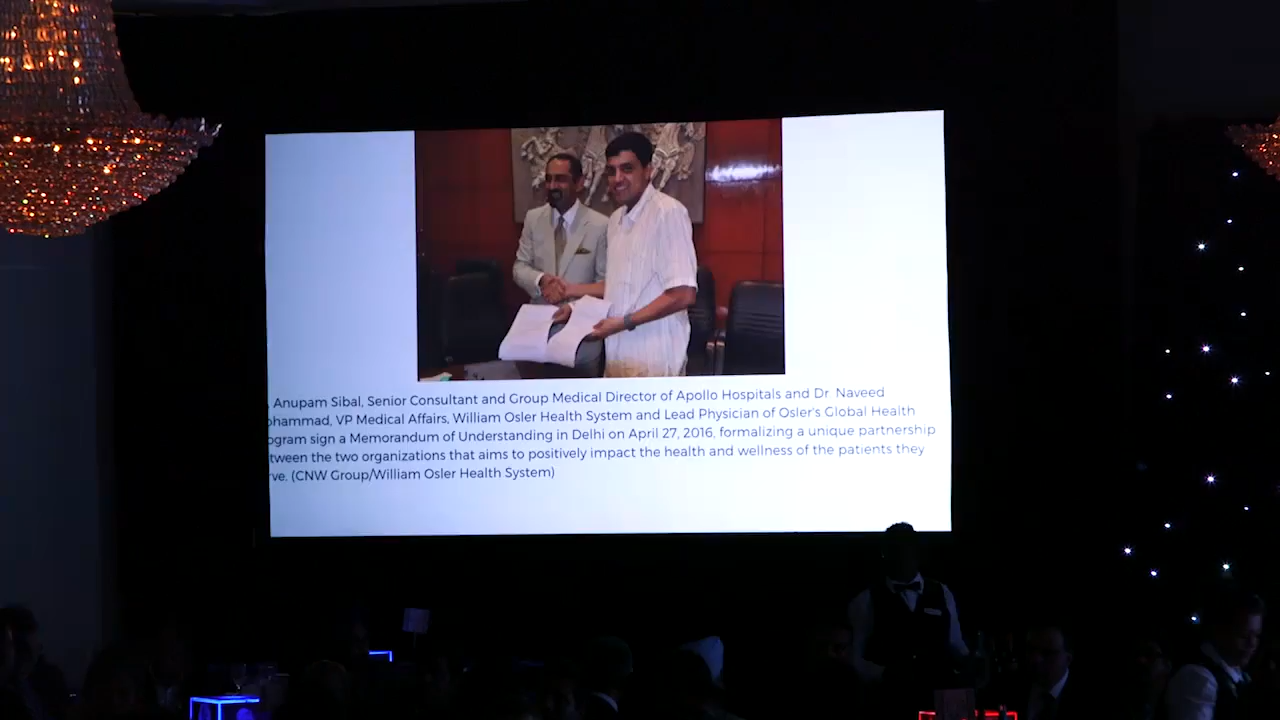 Anupam Sibal, Senior Consultant and Group Medical Director of Apollo Hospitals and Dr Naveed
ohammad, VP Medical Affairs, William Osler Health System and Lead Physician of Osler's Global Health
ogram sign a Memorandum of Understanding in Delhi on April 27, 2016, formalizing a unique partnership
tween the two organizations that aims to positively impact the health and wellness of the patients they
rve. (CNW Group/William Osler Health System)